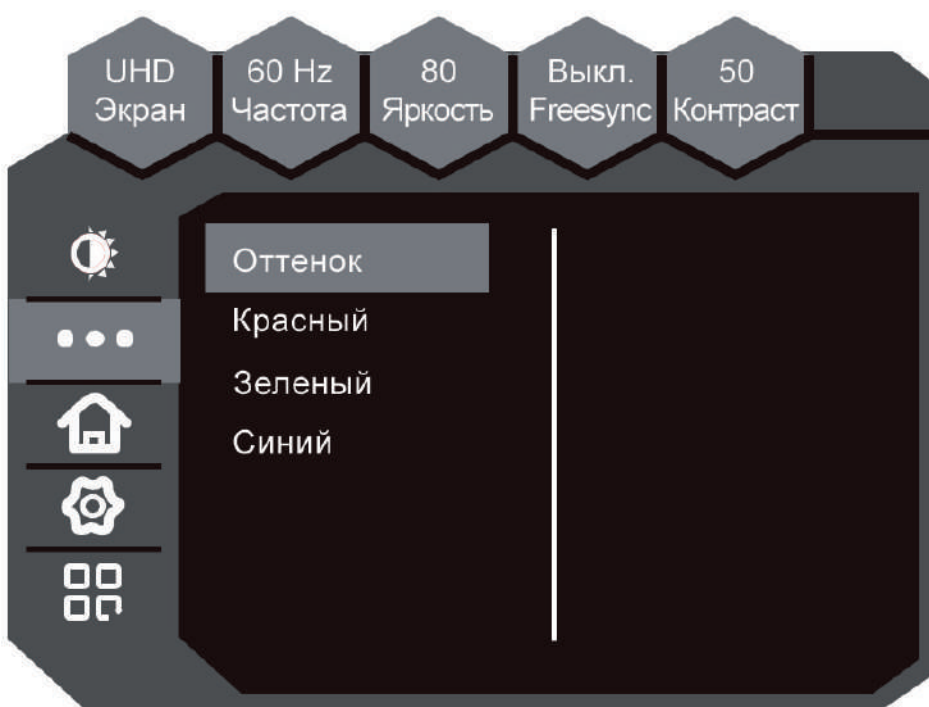 UHD
Экран
60 Hz
Частота
80
Яркость
Выкл.
Freesync
50
Контраст
Оттенок
Красный
Зеленый
Синий